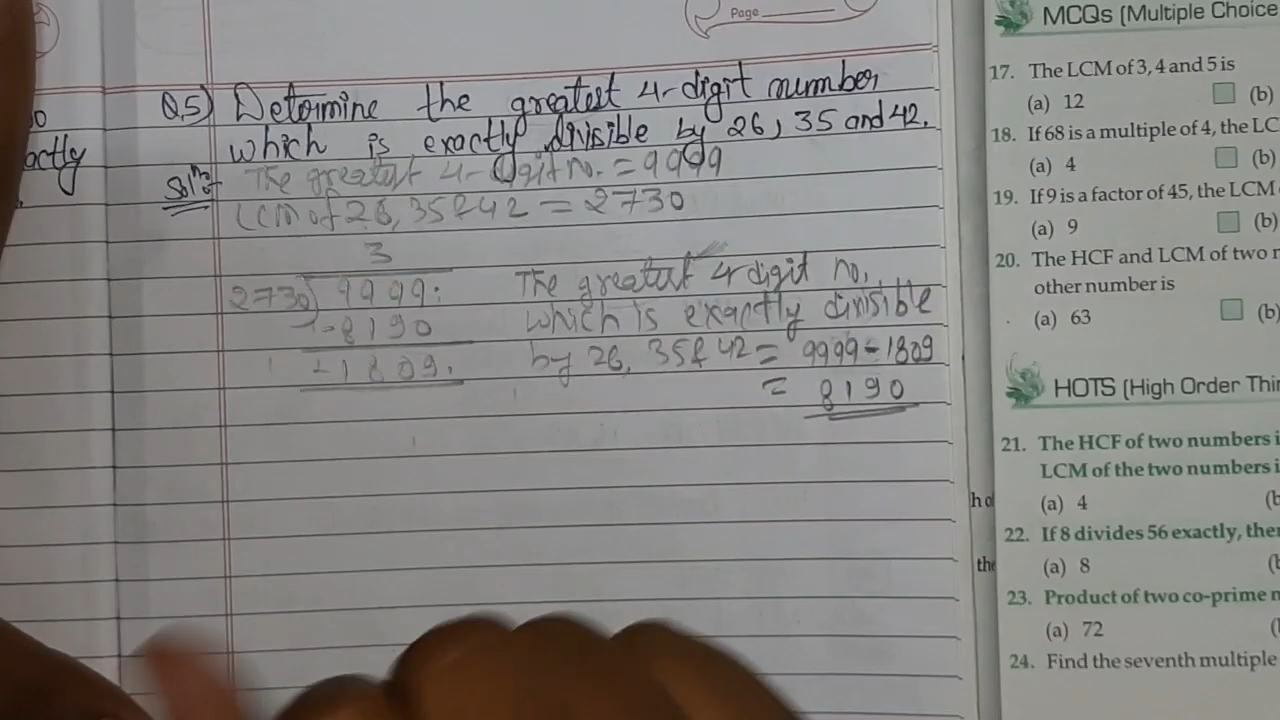 Page
Q.5) Determine the greatest 4-digit number
which is exactly divisible by 26, 35 and 42.
Solⁿ The greatest 4-digit no. = 9999
LCM of 26, 35 & 42 = 2730
3
2730) 9999
- 8190
1809
The greatest 4 digit no.
which is exactly divisible
by 26, 35 & 42 = 9999 - 1809
= 8190
actly
MCQs (Multiple Choice
17. The LCM of 3, 4 and 5 is
(a) 12 (b)
18. If 68 is a multiple of 4, the LC
(a) 4 (b)
19. If 9 is a factor of 45, the LCM
(a) 9 (b)
20. The HCF and LCM of two
other number is
(a) 63 (b)
HOTS (High Order Thi
21. The HCF of two numbers i
LCM of the two numbers i
(a) 4 (b
22. If 8 divides 56 exactly, the
(a) 8 (
23. Product of two co-prime
(a) 72 (
24. Find the seventh multiple